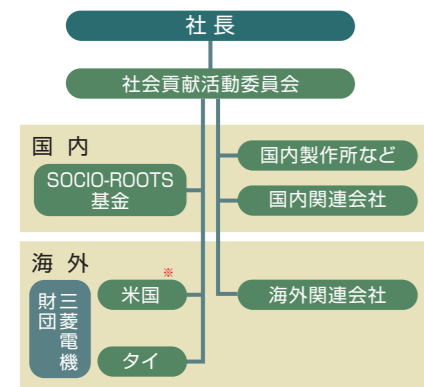 社長
社会貢献活動委員会
国内
SOCIO-ROOTS
基金
国内製作所など
国内関連会社
海外
三菱電機
財団
※
米国
タイ
海外関連会社